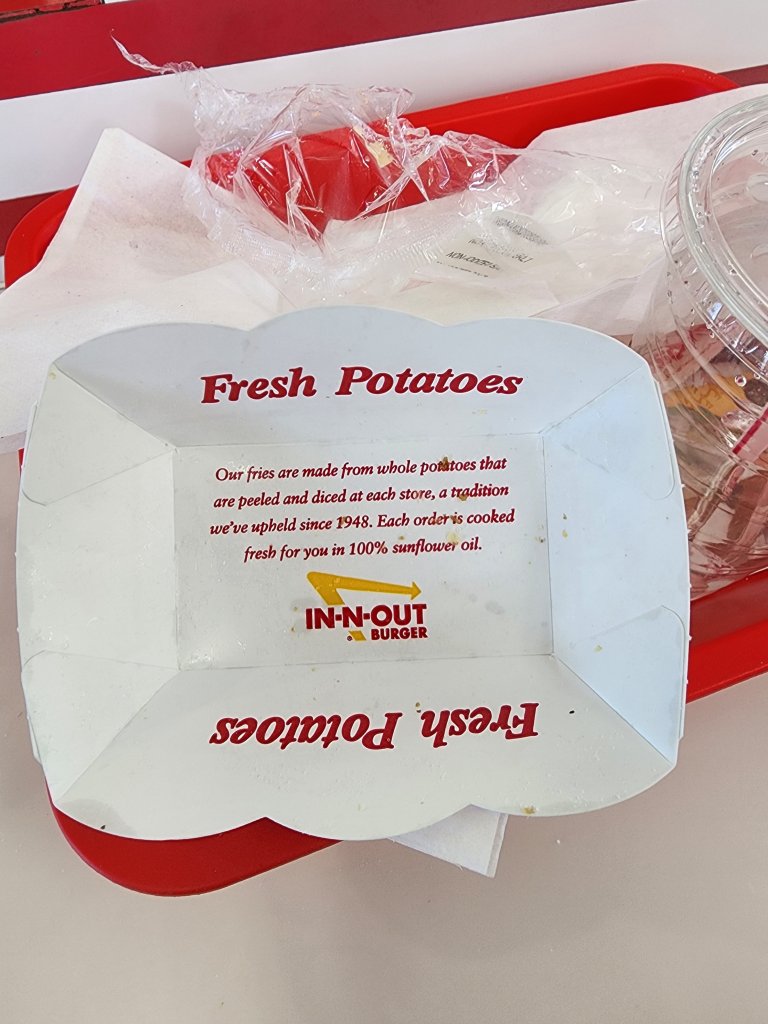 Fresh Potatoes
Our fries are made from whole potatoes that
are peeled and diced at each store, a tradition
we've upheld since 1948. Each order is cooked
fresh for you in 100% sunflower oil.
IN-N-OUT
® BURGER
Fresh Potatoes